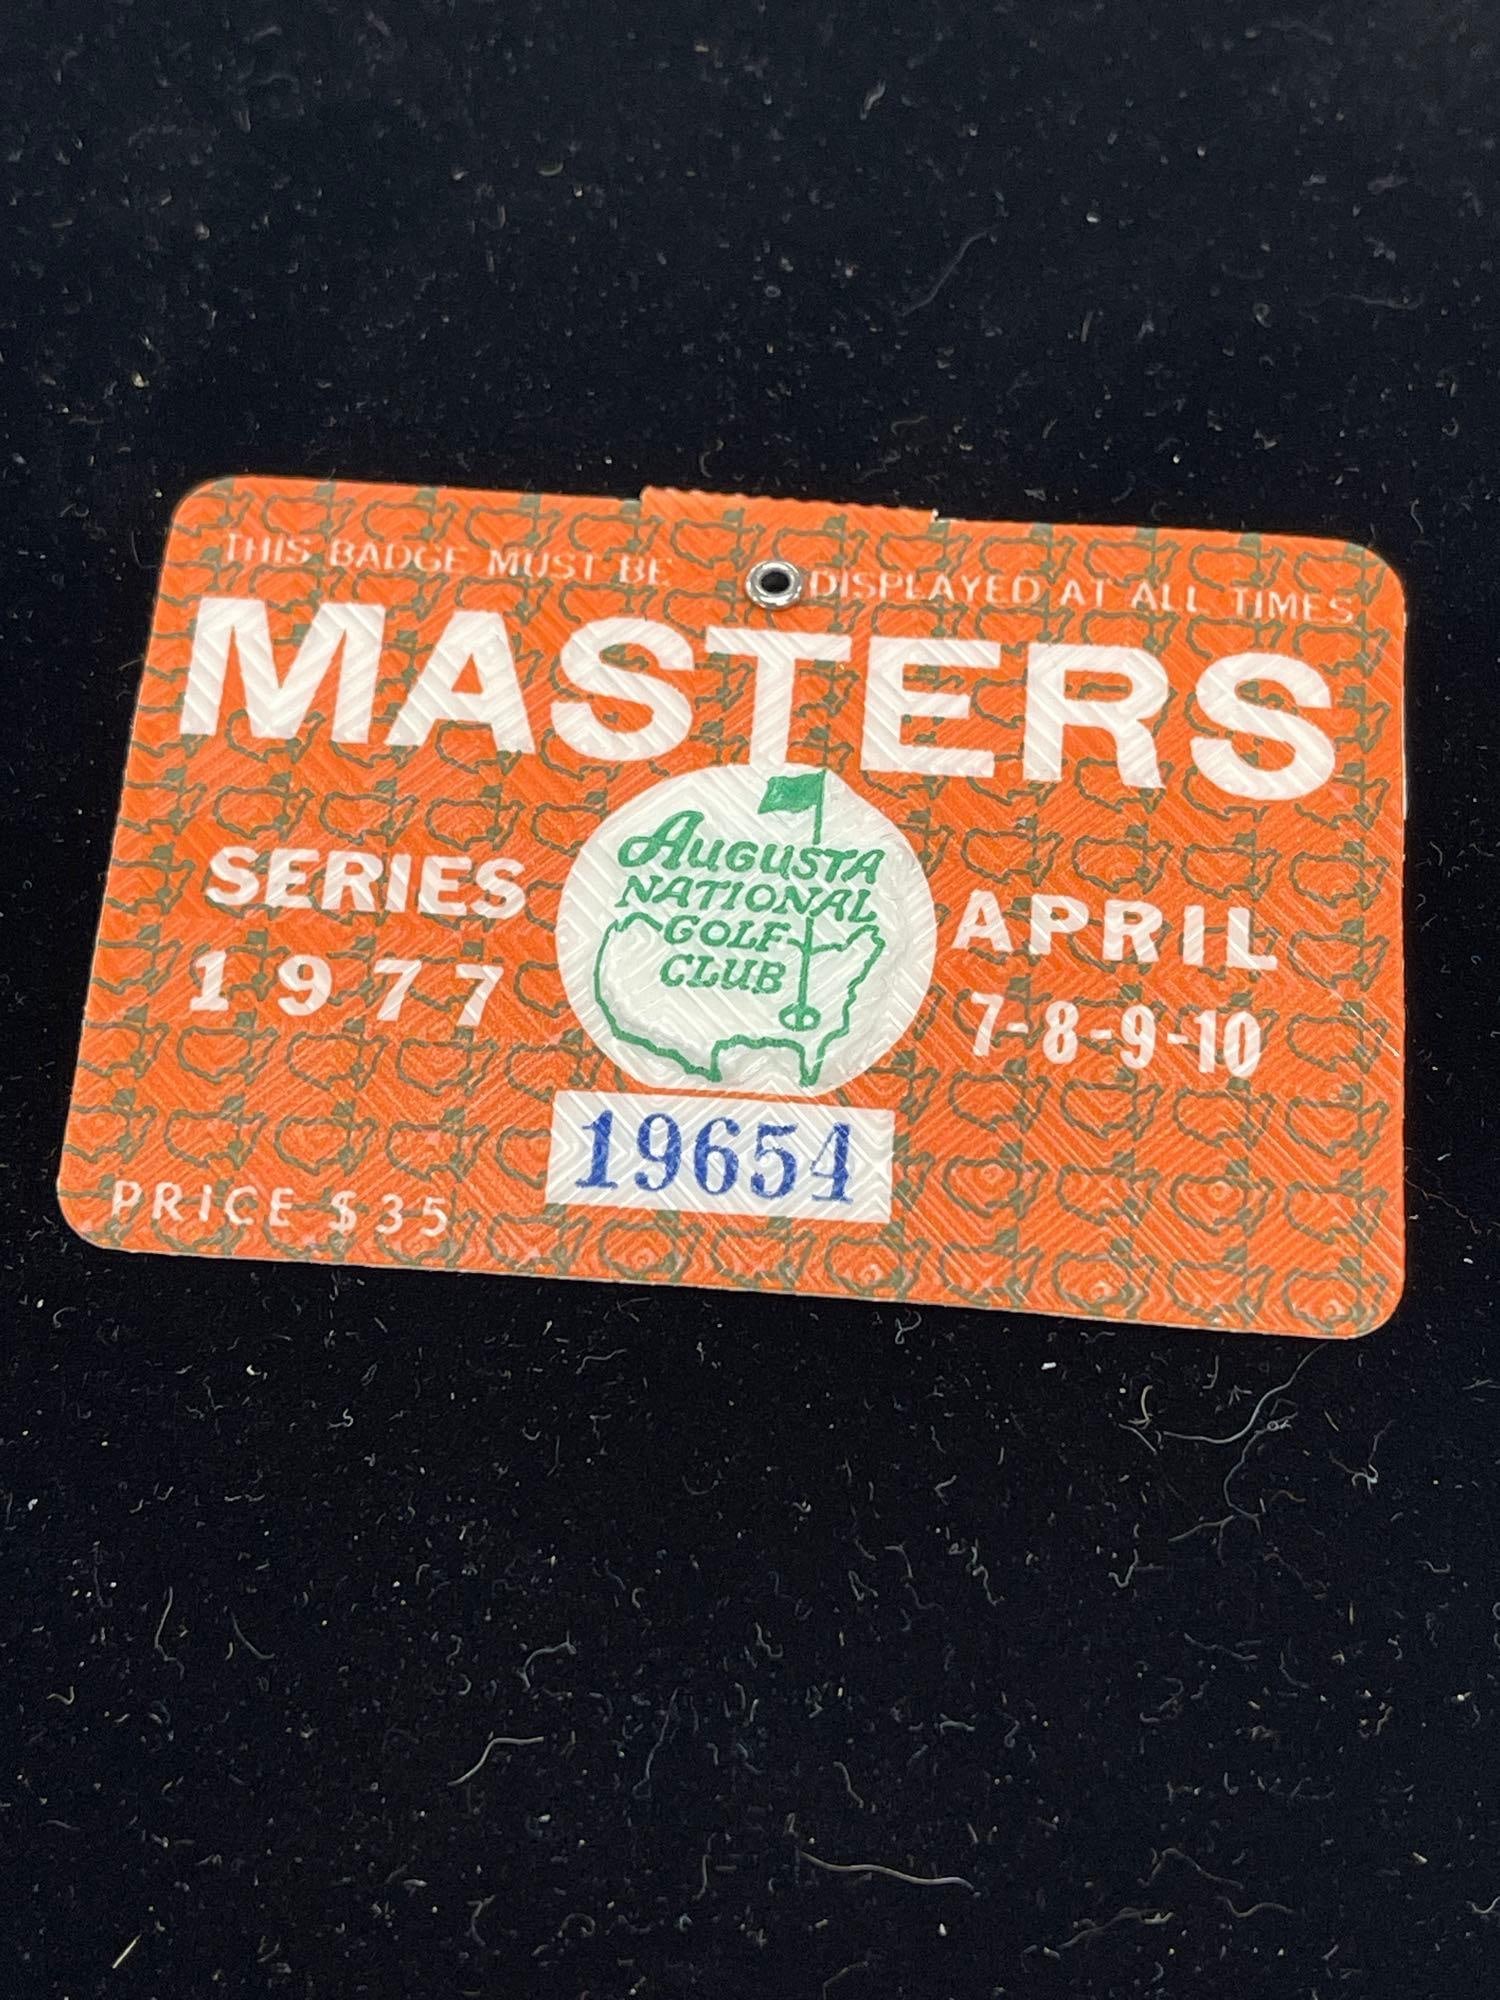 THIS BADGE MUST BE DISPLAYED AT ALL TIMES
MASTERS
SERIES
1977
AUGUSTA
NATIONAL
GOLF
CLUB
APRIL
7-8-9-10
19654
PRICE $35